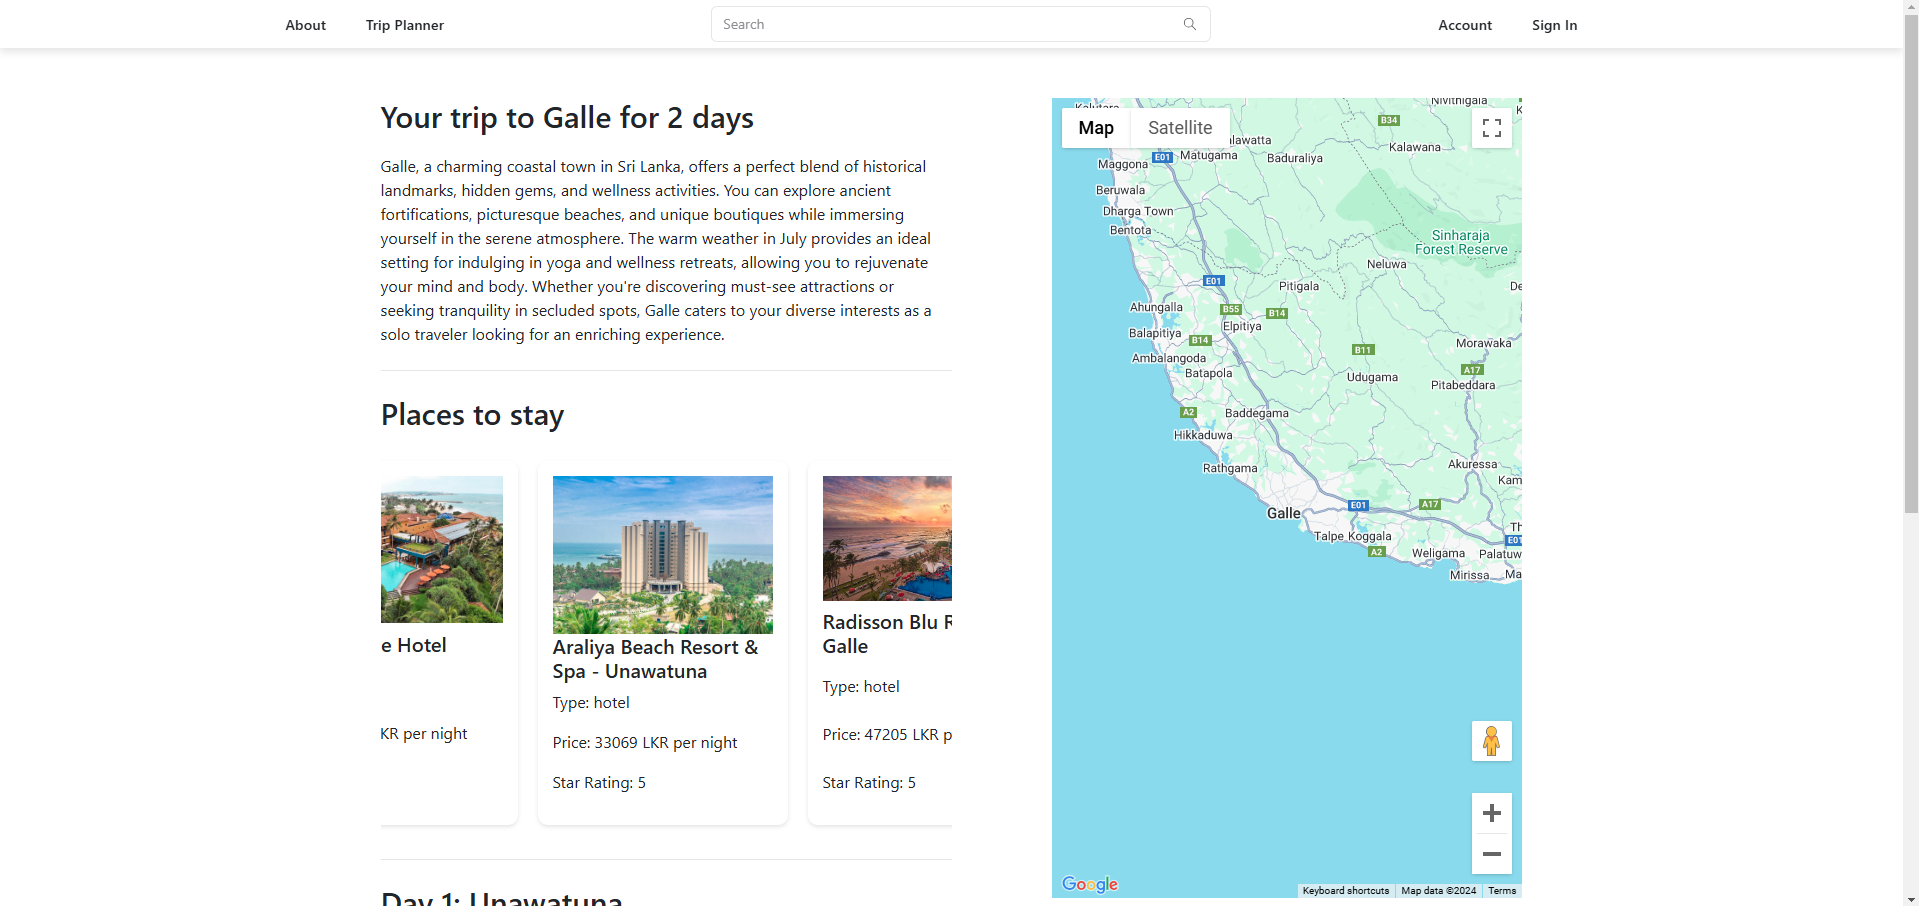 About
Trip Planner
Search
Account
Sign In
Your trip to Galle for 2 days
Galle, a charming coastal town in Sri Lanka, offers a perfect blend of historical
landmarks, hidden gems, and wellness activities. You can explore ancient
fortifications, picturesque beaches, and unique boutiques while immersing
yourself in the serene atmosphere. The warm weather in July provides an ideal
setting for indulging in yoga and wellness retreats, allowing you to rejuvenate
your mind and body. Whether you're discovering must-see attractions or
seeking tranquility in secluded spots, Galle caters to your diverse interests as a
solo traveler looking for an enriching experience.
Places to stay
e Hotel
KR per night
Araliya Beach Resort &
Spa - Unawatuna
Type: hotel
Price: 33069 LKR per night
Star Rating: 5
Radisson Blu R
Galle
Type: hotel
Price: 47205 LKR p
Star Rating: 5
Day 1: Unawatuna
Map
Satellite
Kalutara
Nivithigala
B34
Kalawana
alawatta
E01
Matugama
Baduraliya
Maggona
Beruwala
Dharga Town
Bentota
Sinharaja
Forest Reserve
Neluwa
E01
Pitigala
De
Ahungalla
B55
B14
Elpitiya
Balapitiya
B14
Morawaka
Ambalangoda
B11
Batapola
A17
Udugama
Pitabeddara
A2
Baddegama
Hikkaduwa
Rathgama
Akuressa
Kam
Galle
E01
A17
Th
Talpe
Koggala
E01
A2
Weligama
Palatuw
Mirissa
Ma
Google
Keyboard shortcuts
Map data ©2024
Terms